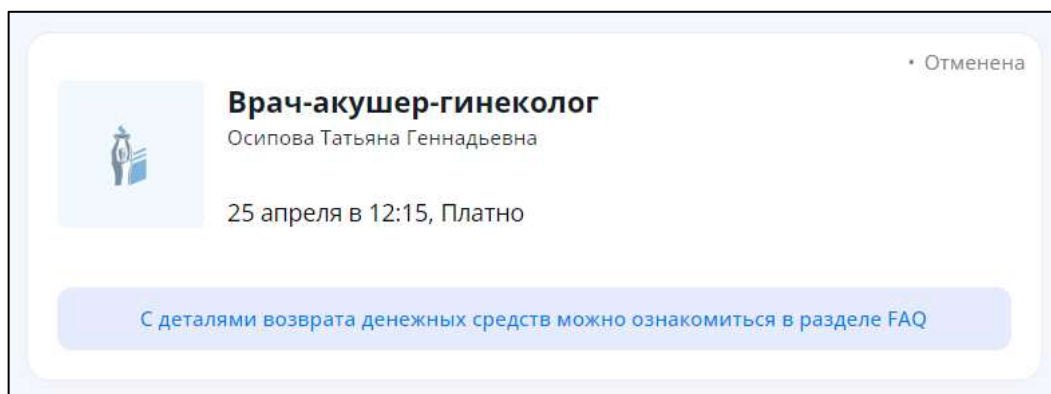 • Отменена
Врач-акушер-гинеколог
Осипова Татьяна Геннадьевна
25 апреля в 12:15, Платно
С деталями возврата денежных средств можно ознакомиться в разделе FAQ